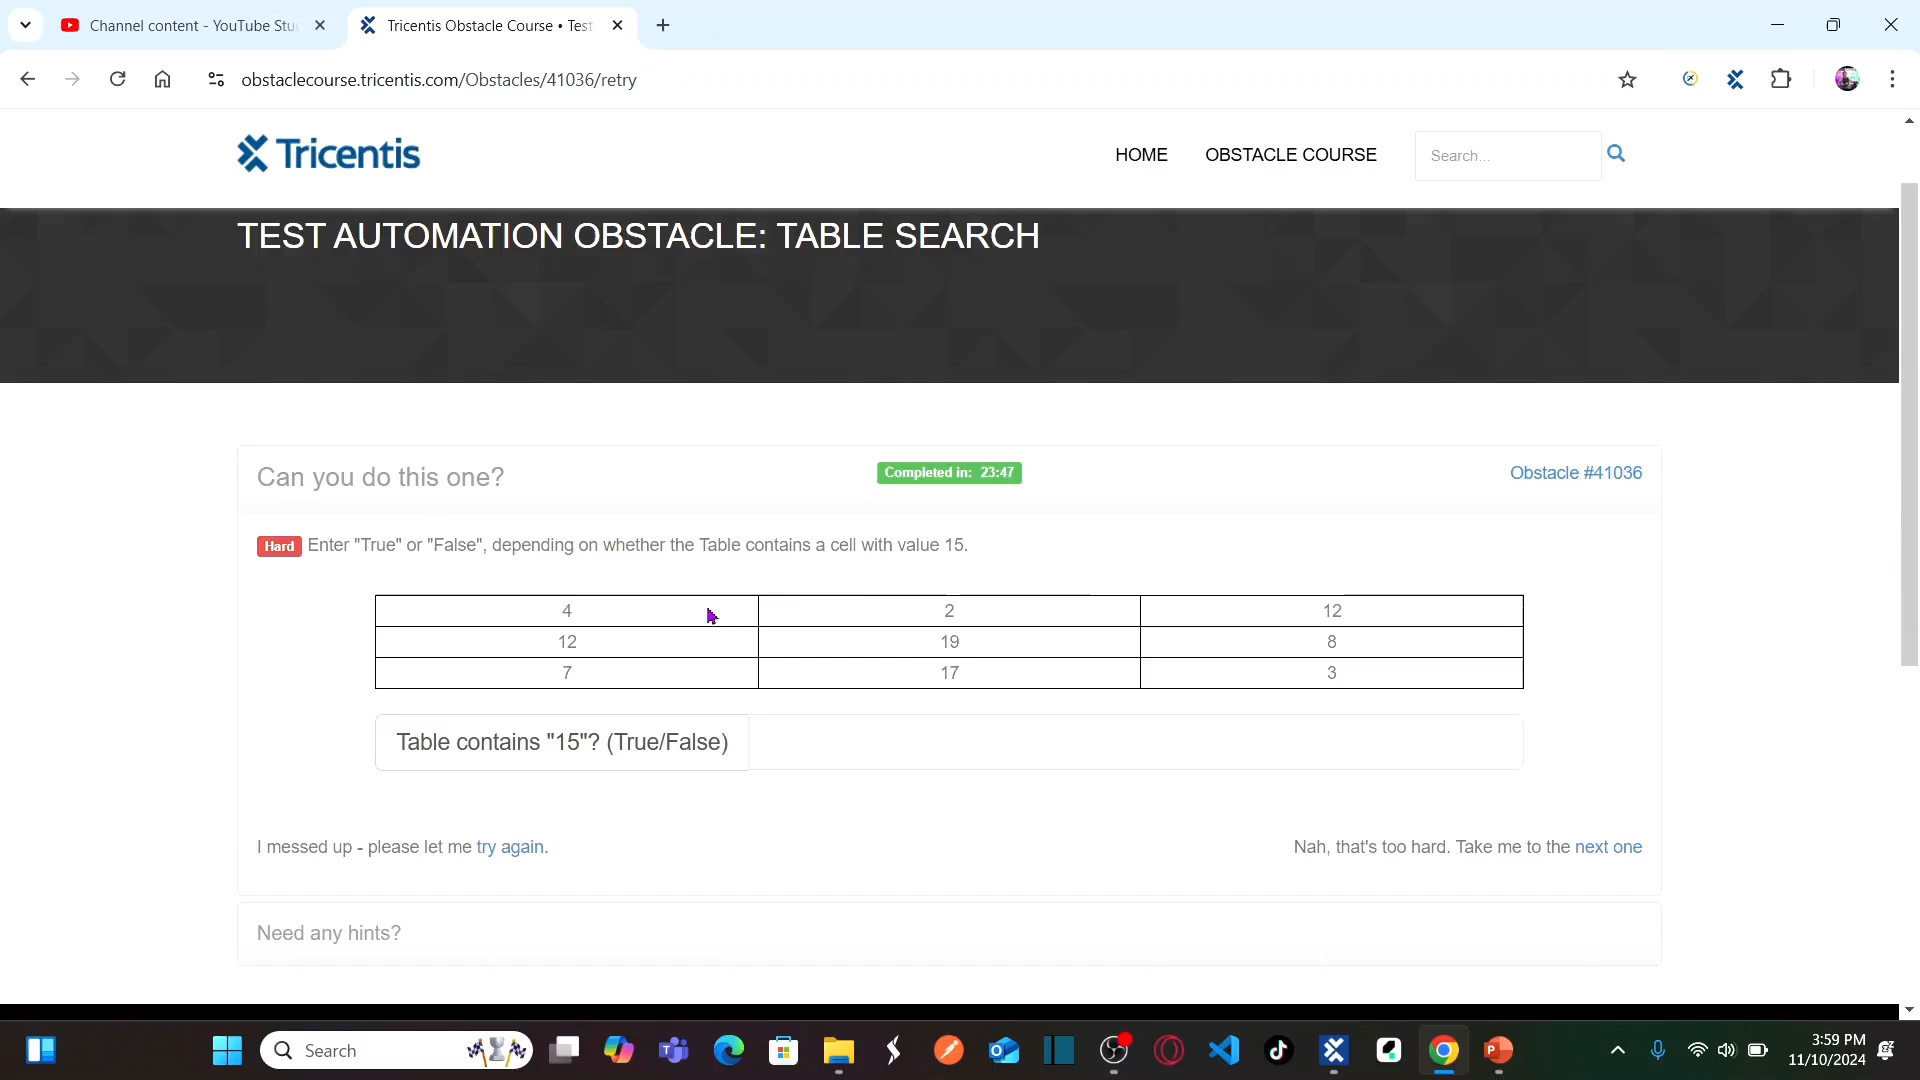 Channel content - YouTube Stu
Tricentis Obstacle Course • Test
obstaclecourse.tricentis.com/Obstacles/41036/retry
Tricentis
HOME
OBSTACLE COURSE
Search...
TEST AUTOMATION OBSTACLE: TABLE SEARCH
Can you do this one?
Completed in: 23:47
Obstacle #41036
Hard Enter "True" or "False", depending on whether the Table contains a cell with value 15.
4 2 12
12 19 8
7 17 3
Table contains "15"? (True/False)
I messed up - please let me try again.
Nah, that's too hard. Take me to the next one
Need any hints?
Search
3:59 PM
11/10/2024